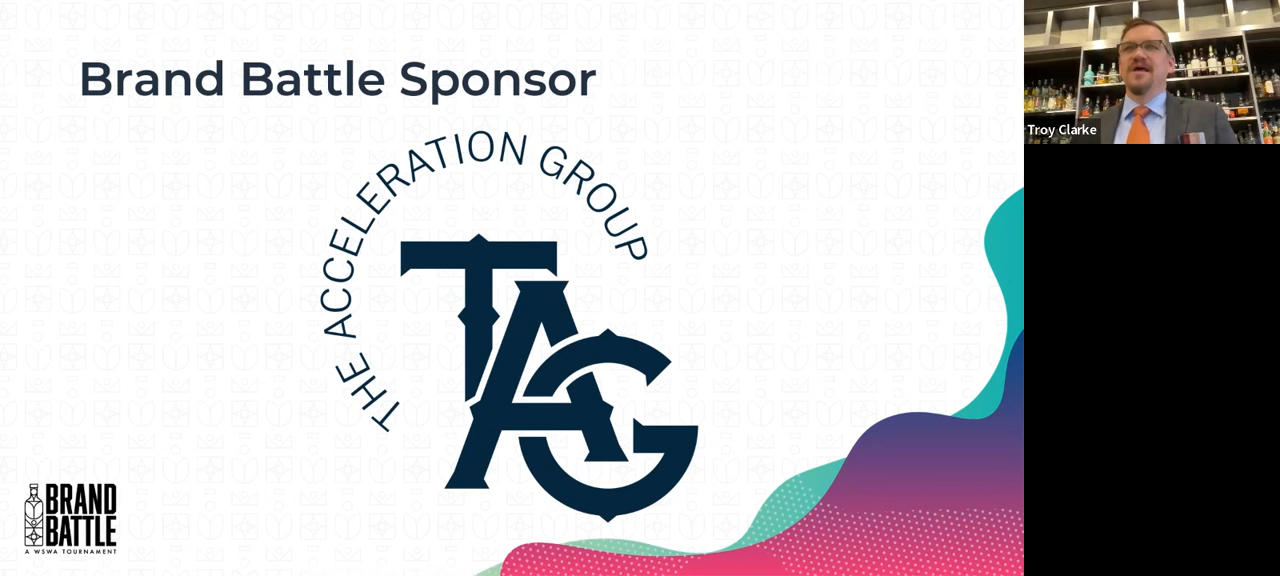 Brand Battle Sponsor
THE ACCELERATION GROUP
TAG
BRAND
BATTLE
A WSWA TOURNAMENT
Troy Clarke